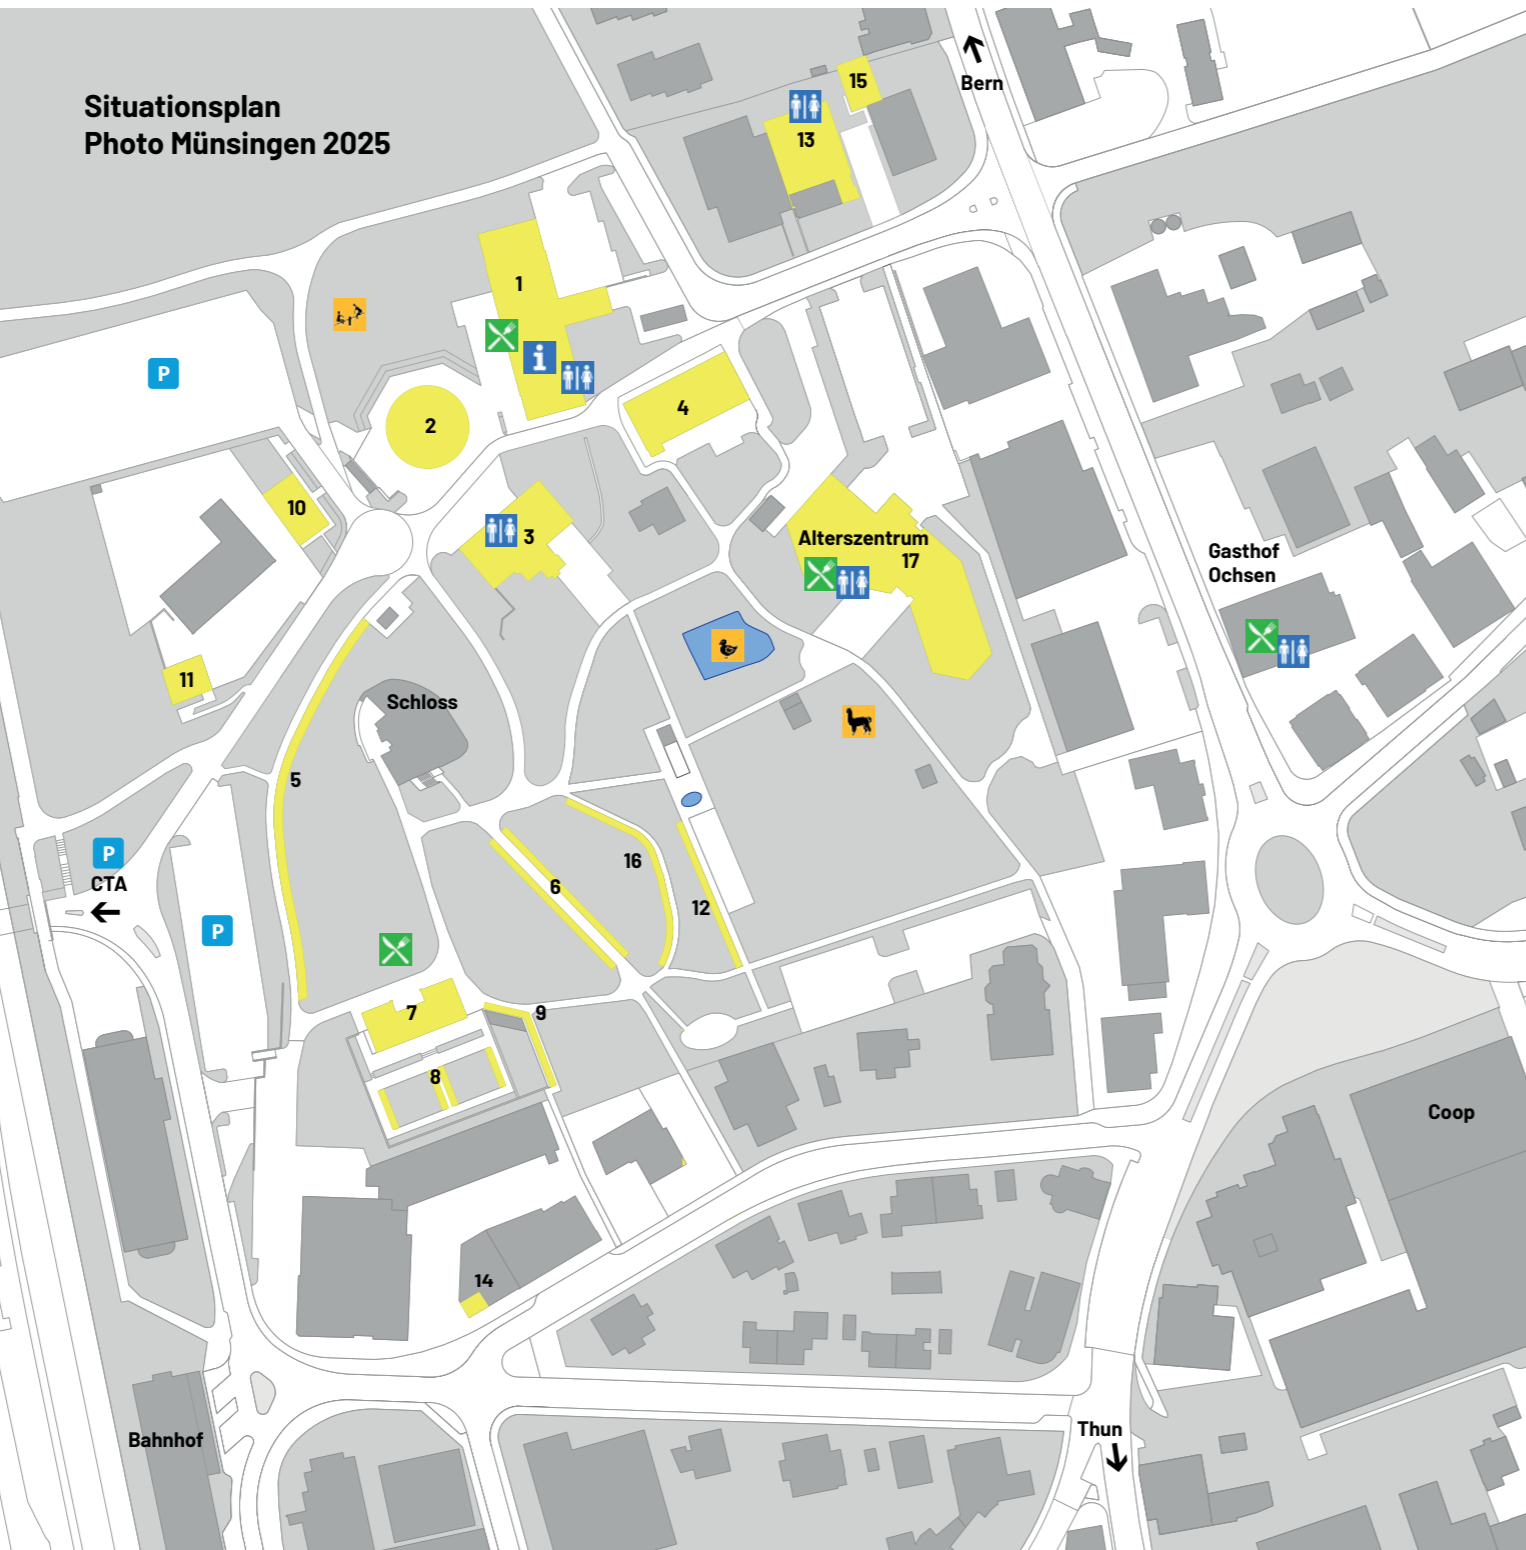 Situationsplan
Photo Münsingen 2025
Bern
15
13
1
P
i
4
2
10
3
Alterszentrum
17
Gasthof
Ochsen
11
Schloss
5
P
CTA
16
6
12
P
7
9
8
Coop
14
Thun
Bahnhof